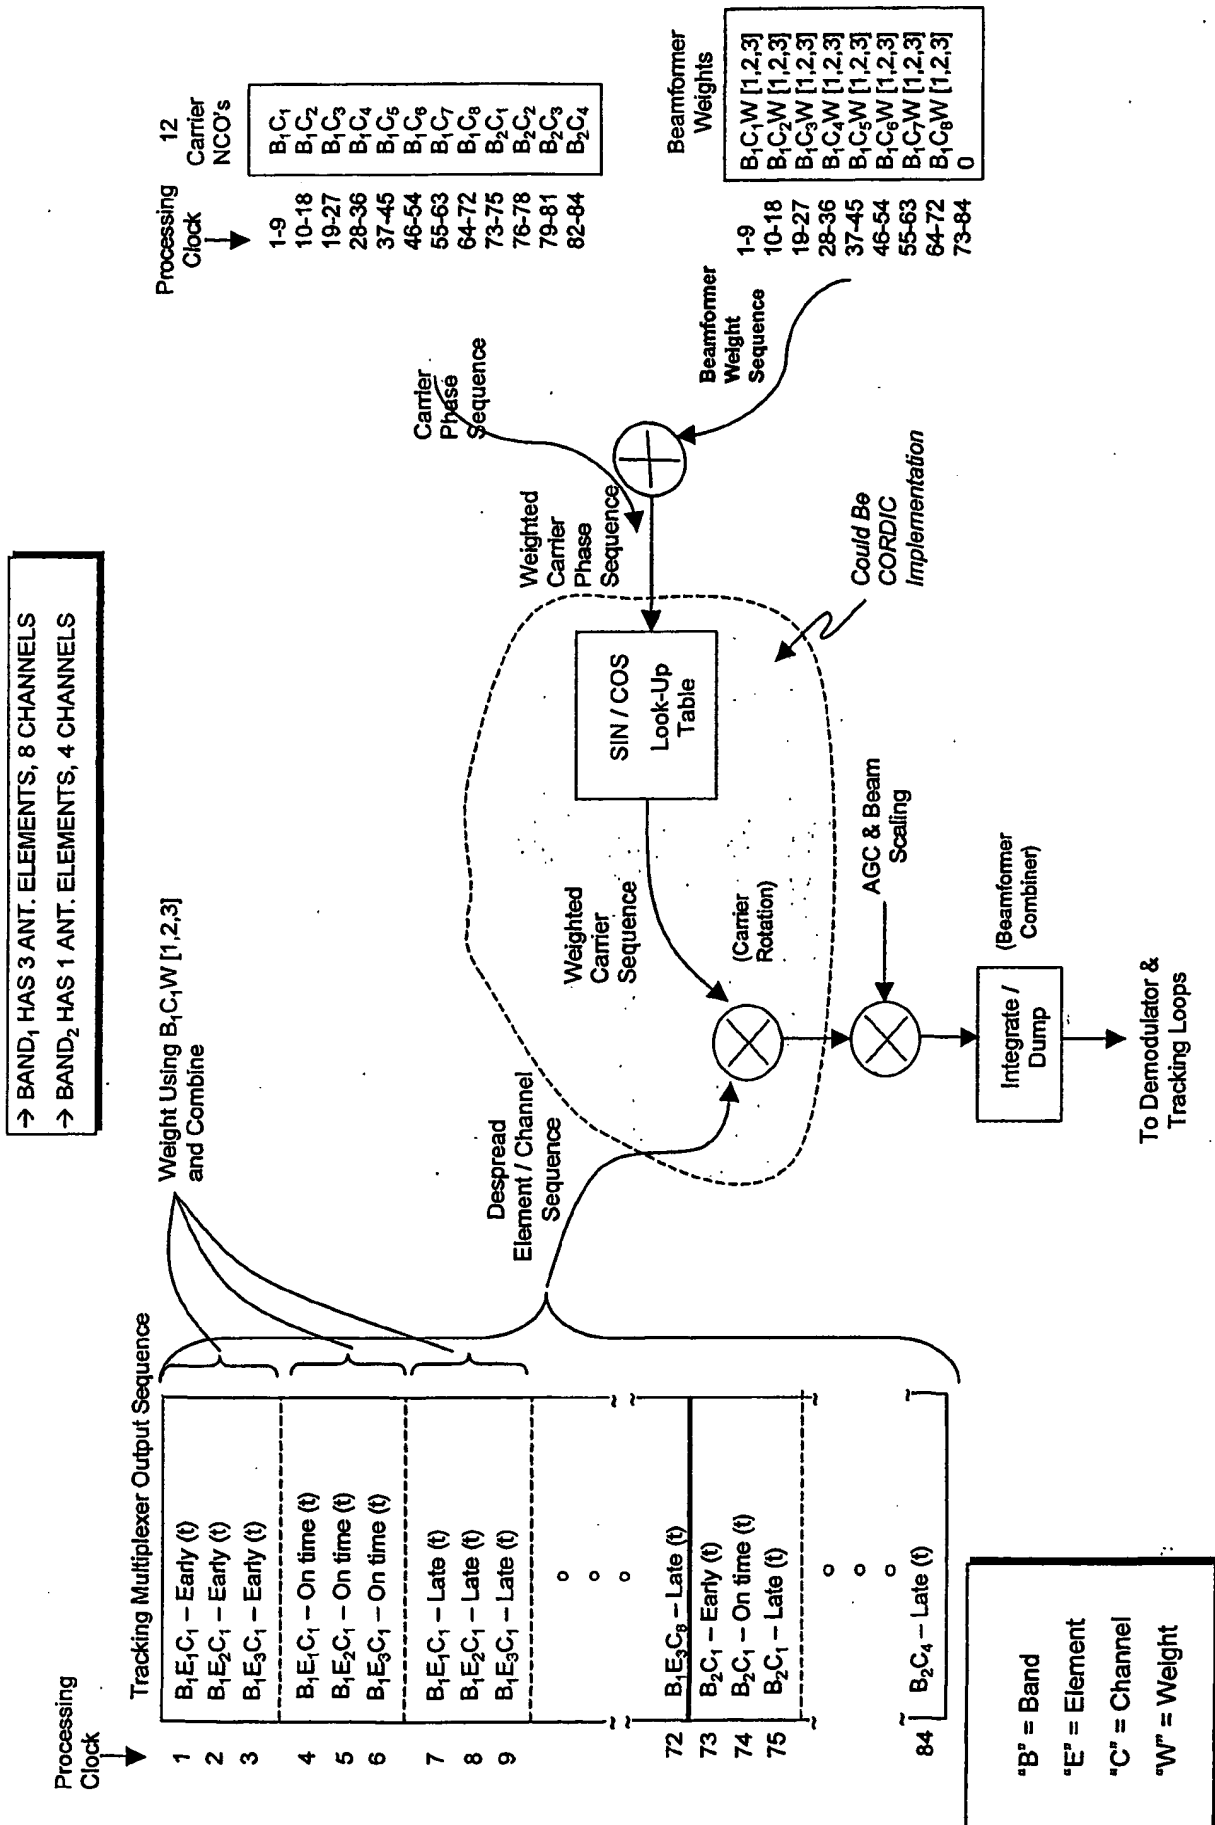 → BAND₁ HAS 3 ANT. ELEMENTS, 8 CHANNELS
→ BAND₂ HAS 1 ANT. ELEMENTS, 4 CHANNELS
Processing
Clock
Tracking Multiplexer Output Sequence
1 B₁E₁C₁ – Early (t)
2 B₁E₂C₁ – Early (t)
3 B₁E₃C₁ – Early (t)
4 B₁E₁C₁ – On time (t)
5 B₁E₂C₁ – On time (t)
6 B₁E₃C₁ – On time (t)
7 B₁E₁C₁ – Late (t)
8 B₁E₂C₁ – Late (t)
9 B₁E₃C₁ – Late (t)
72 B₁E₃C₈ – Late (t)
73 B₂C₁ – Early (t)
74 B₂C₁ – On time (t)
75 B₂C₁ – Late (t)
84 B₂C₄ – Late (t)
Weight Using B₁C₁W [1,2,3]
and Combine
Despread
Element / Channel
Sequence
Weighted
Carrier
Sequence
(Carrier
Rotation)
SIN / COS
Look-Up
Table
Weighted
Carrier
Phase
Sequence
Carrier
Phase
Sequence
Beamformer
Weight
Sequence
Could Be
CORDIC
Implementation
AGC & Beam
Scaling
Integrate /
Dump
(Beamformer
Combiner)
To Demodulator &
Tracking Loops
Processing
Clock
12
Carrier
NCO's
1-9 B₁C₁
10-18 B₁C₂
19-27 B₁C₃
28-36 B₁C₄
37-45 B₁C₅
46-54 B₁C₆
55-63 B₁C₇
64-72 B₁C₈
73-75 B₂C₁
76-78 B₂C₂
79-81 B₂C₃
82-84 B₂C₄
Beamformer
Weights
1-9 B₁C₁W [1,2,3]
10-18 B₁C₂W [1,2,3]
19-27 B₁C₃W [1,2,3]
28-36 B₁C₄W [1,2,3]
37-45 B₁C₅W [1,2,3]
46-54 B₁C₆W [1,2,3]
55-63 B₁C₇W [1,2,3]
64-72 B₁C₈W [1,2,3]
73-84 0
"B" = Band
"E" = Element
"C" = Channel
"W" = Weight